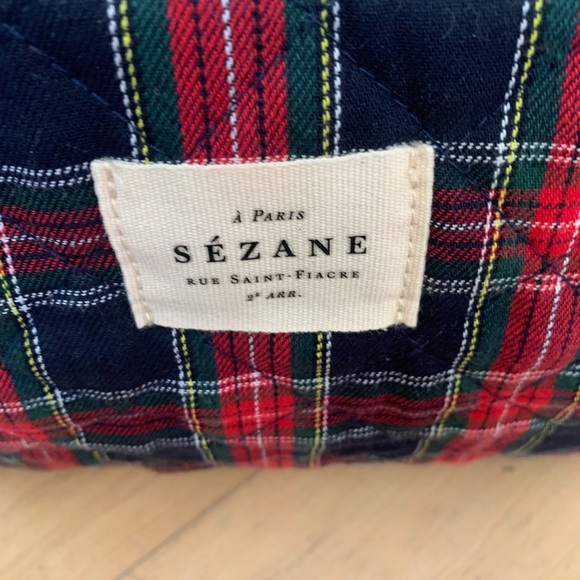 À PARIS
SÉZANE
RUE SAINT-FIACRE
2ᵉ ARR.